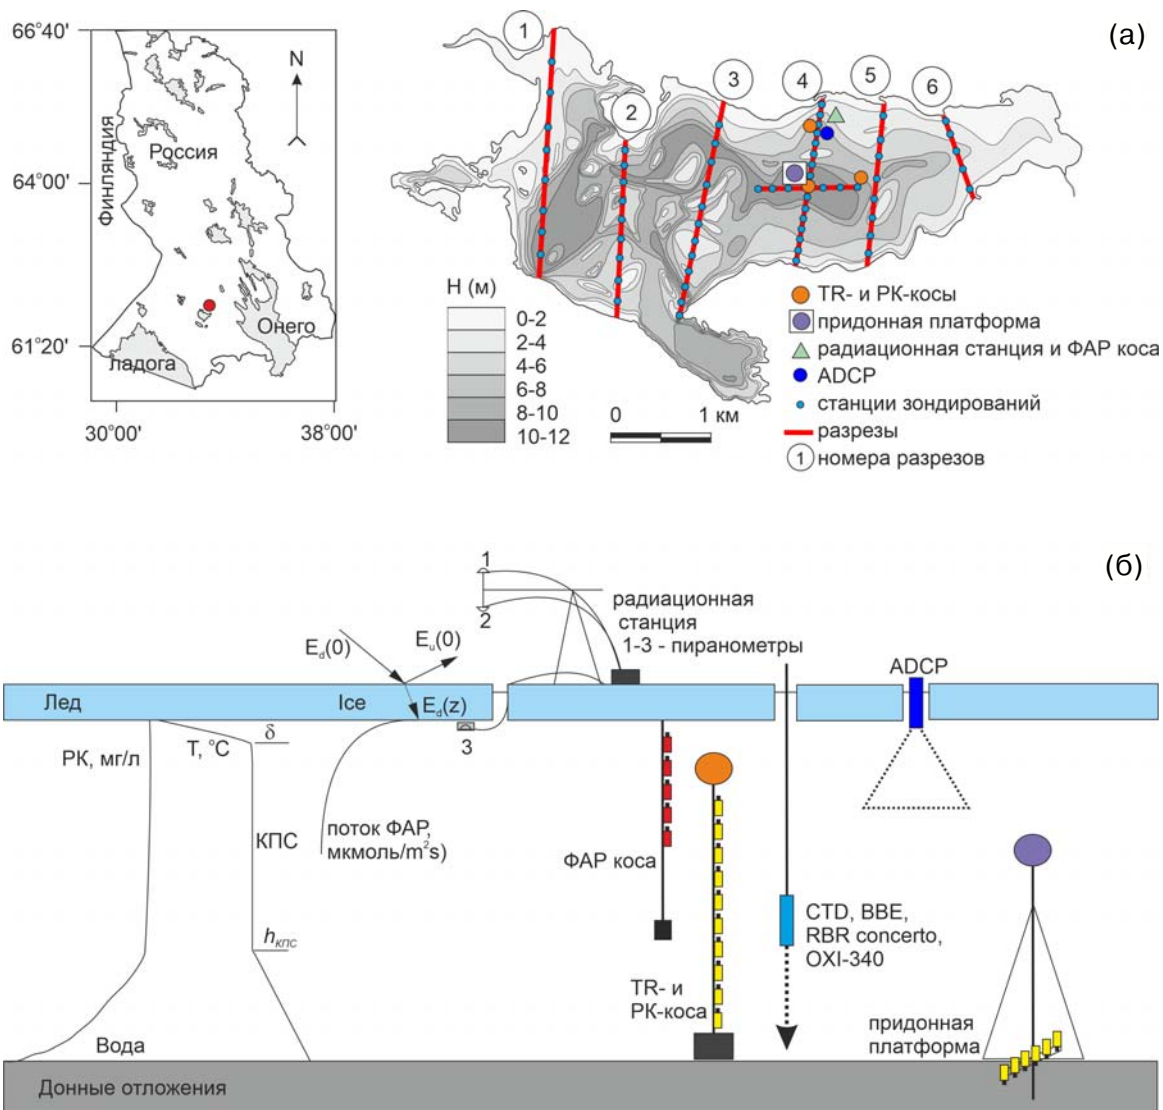 (а)
66°40'
64°00'
61°20'
30°00'
38°00'
N
Финляндия
Россия
Онего
ладога
1
2
3
4
5
6
H (м)
0-2
2-4
4-6
6-8
8-10
10-12
0 1 км
TR- и РК-косы
придонная платформа
радиационная станция и ФАР коса
ADCP
станции зондирований
разрезы
1 номера разрезов
(б)
1
2
радиационная
станция
1-3 - пиранометры
E_d(0)
E_u(0)
E_d(z)
ADCP
Лед
Ice
3
РК, мг/л
T, °C
δ
КПС
поток ФАР,
мкмоль/m²s)
h_КПС
ФАР коса
TR- и
РК-коса
CTD, BBE,
RBR concerto,
OXI-340
придонная
платформа
Вода
Донные отложения